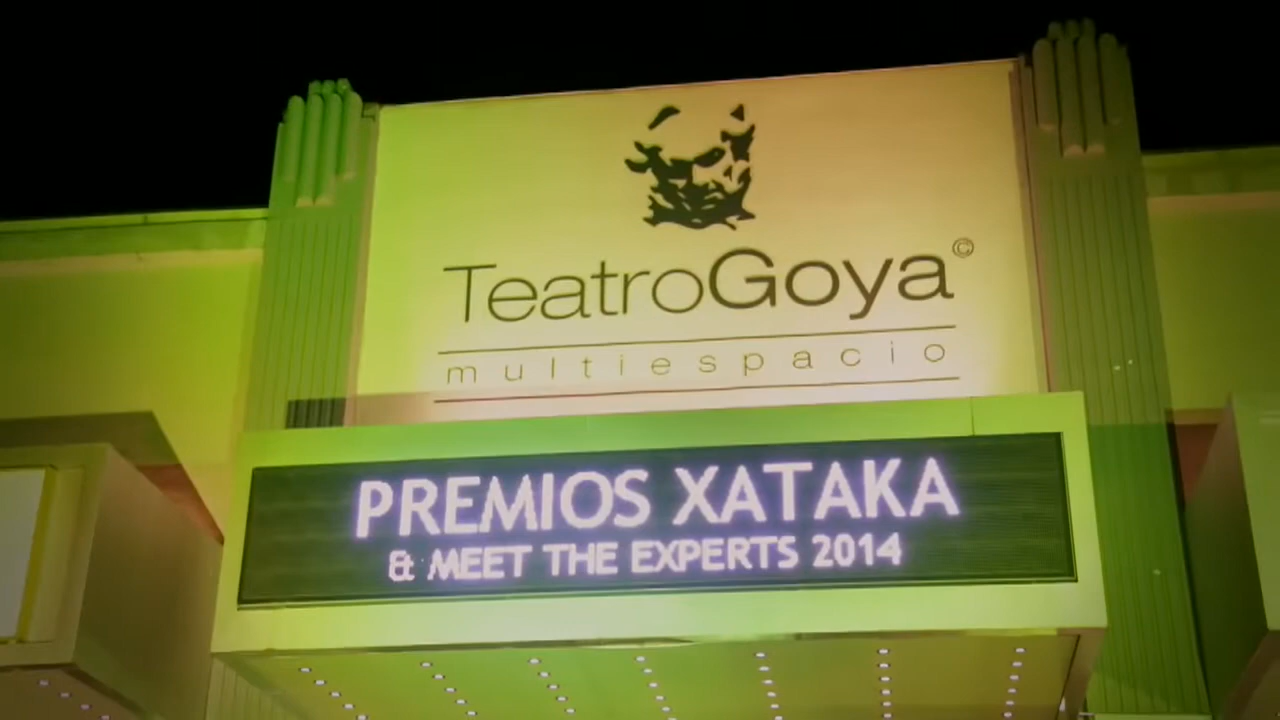 TeatroGoya©
multiespacio
PREMIOS XATAKA
& MEET THE EXPERTS 2014